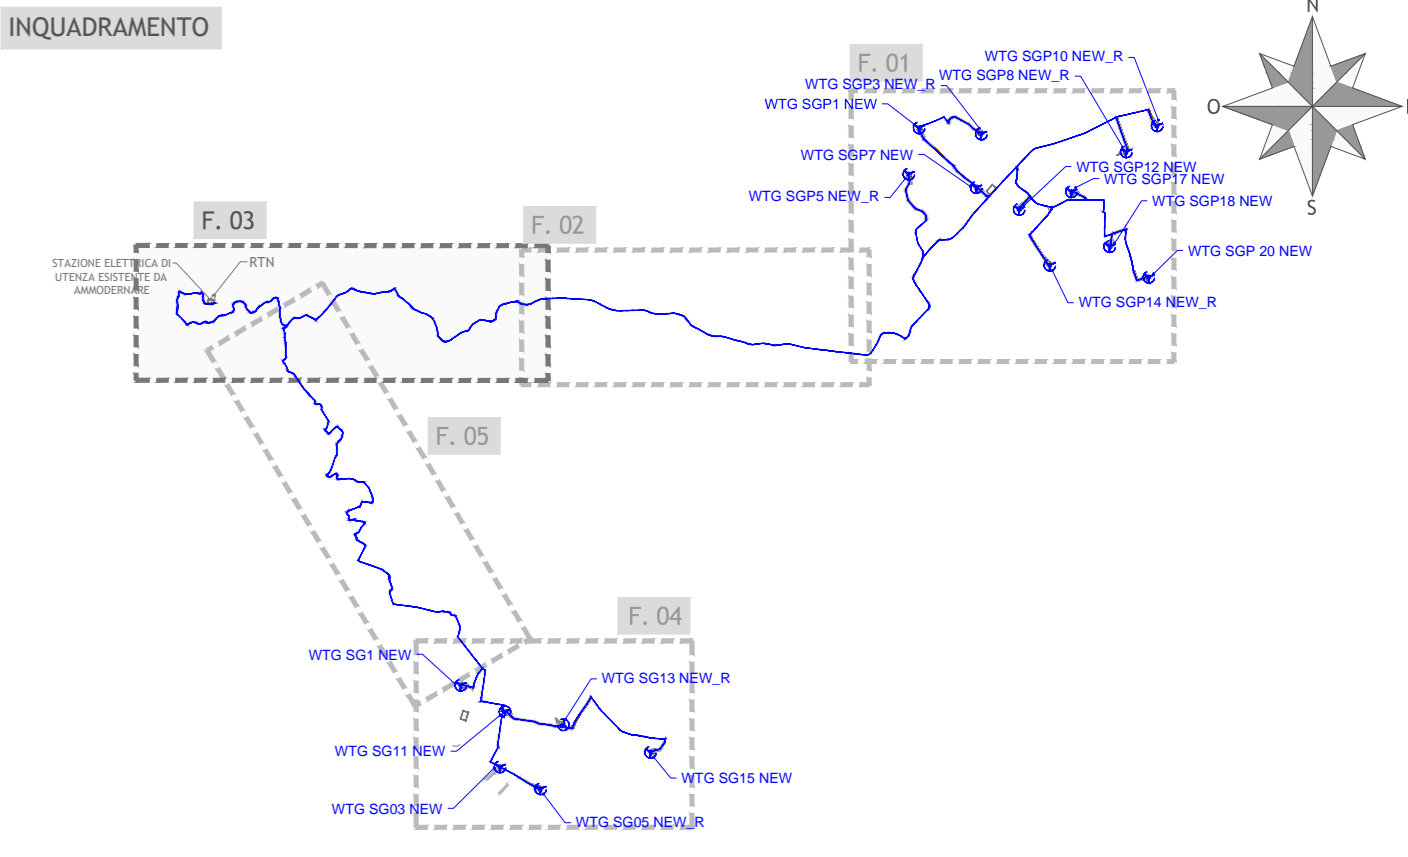 INQUADRAMENTO
N
O
S
F. 01
WTG SGP10 NEW_R
WTG SGP8 NEW_R
WTG SGP3 NEW_R
WTG SGP1 NEW
WTG SGP7 NEW
WTG SGP5 NEW_R
WTG SGP12 NEW
WTG SGP17 NEW
WTG SGP18 NEW
WTG SGP 20 NEW
WTG SGP14 NEW_R
F. 02
F. 03
STAZIONE ELETTRICA DI
UTENZA ESISTENTE DA
AMMODERNARE
RTN
F. 05
F. 04
WTG SG1 NEW
WTG SG13 NEW_R
WTG SG11 NEW
WTG SG15 NEW
WTG SG03 NEW
WTG SG05 NEW_R